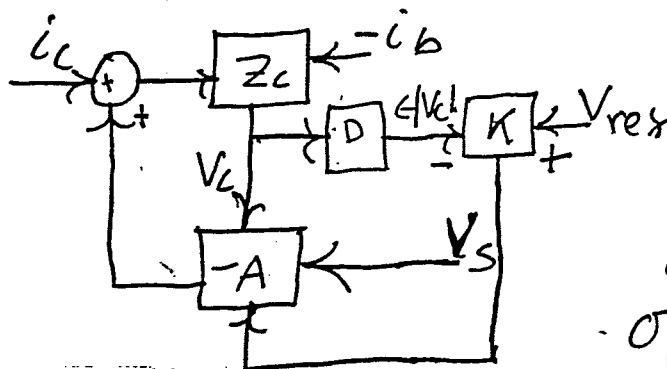 ic
+
+
Zc
-ib
D
<|Vc|
-
K
Vres
+
Vc
-A
Vs